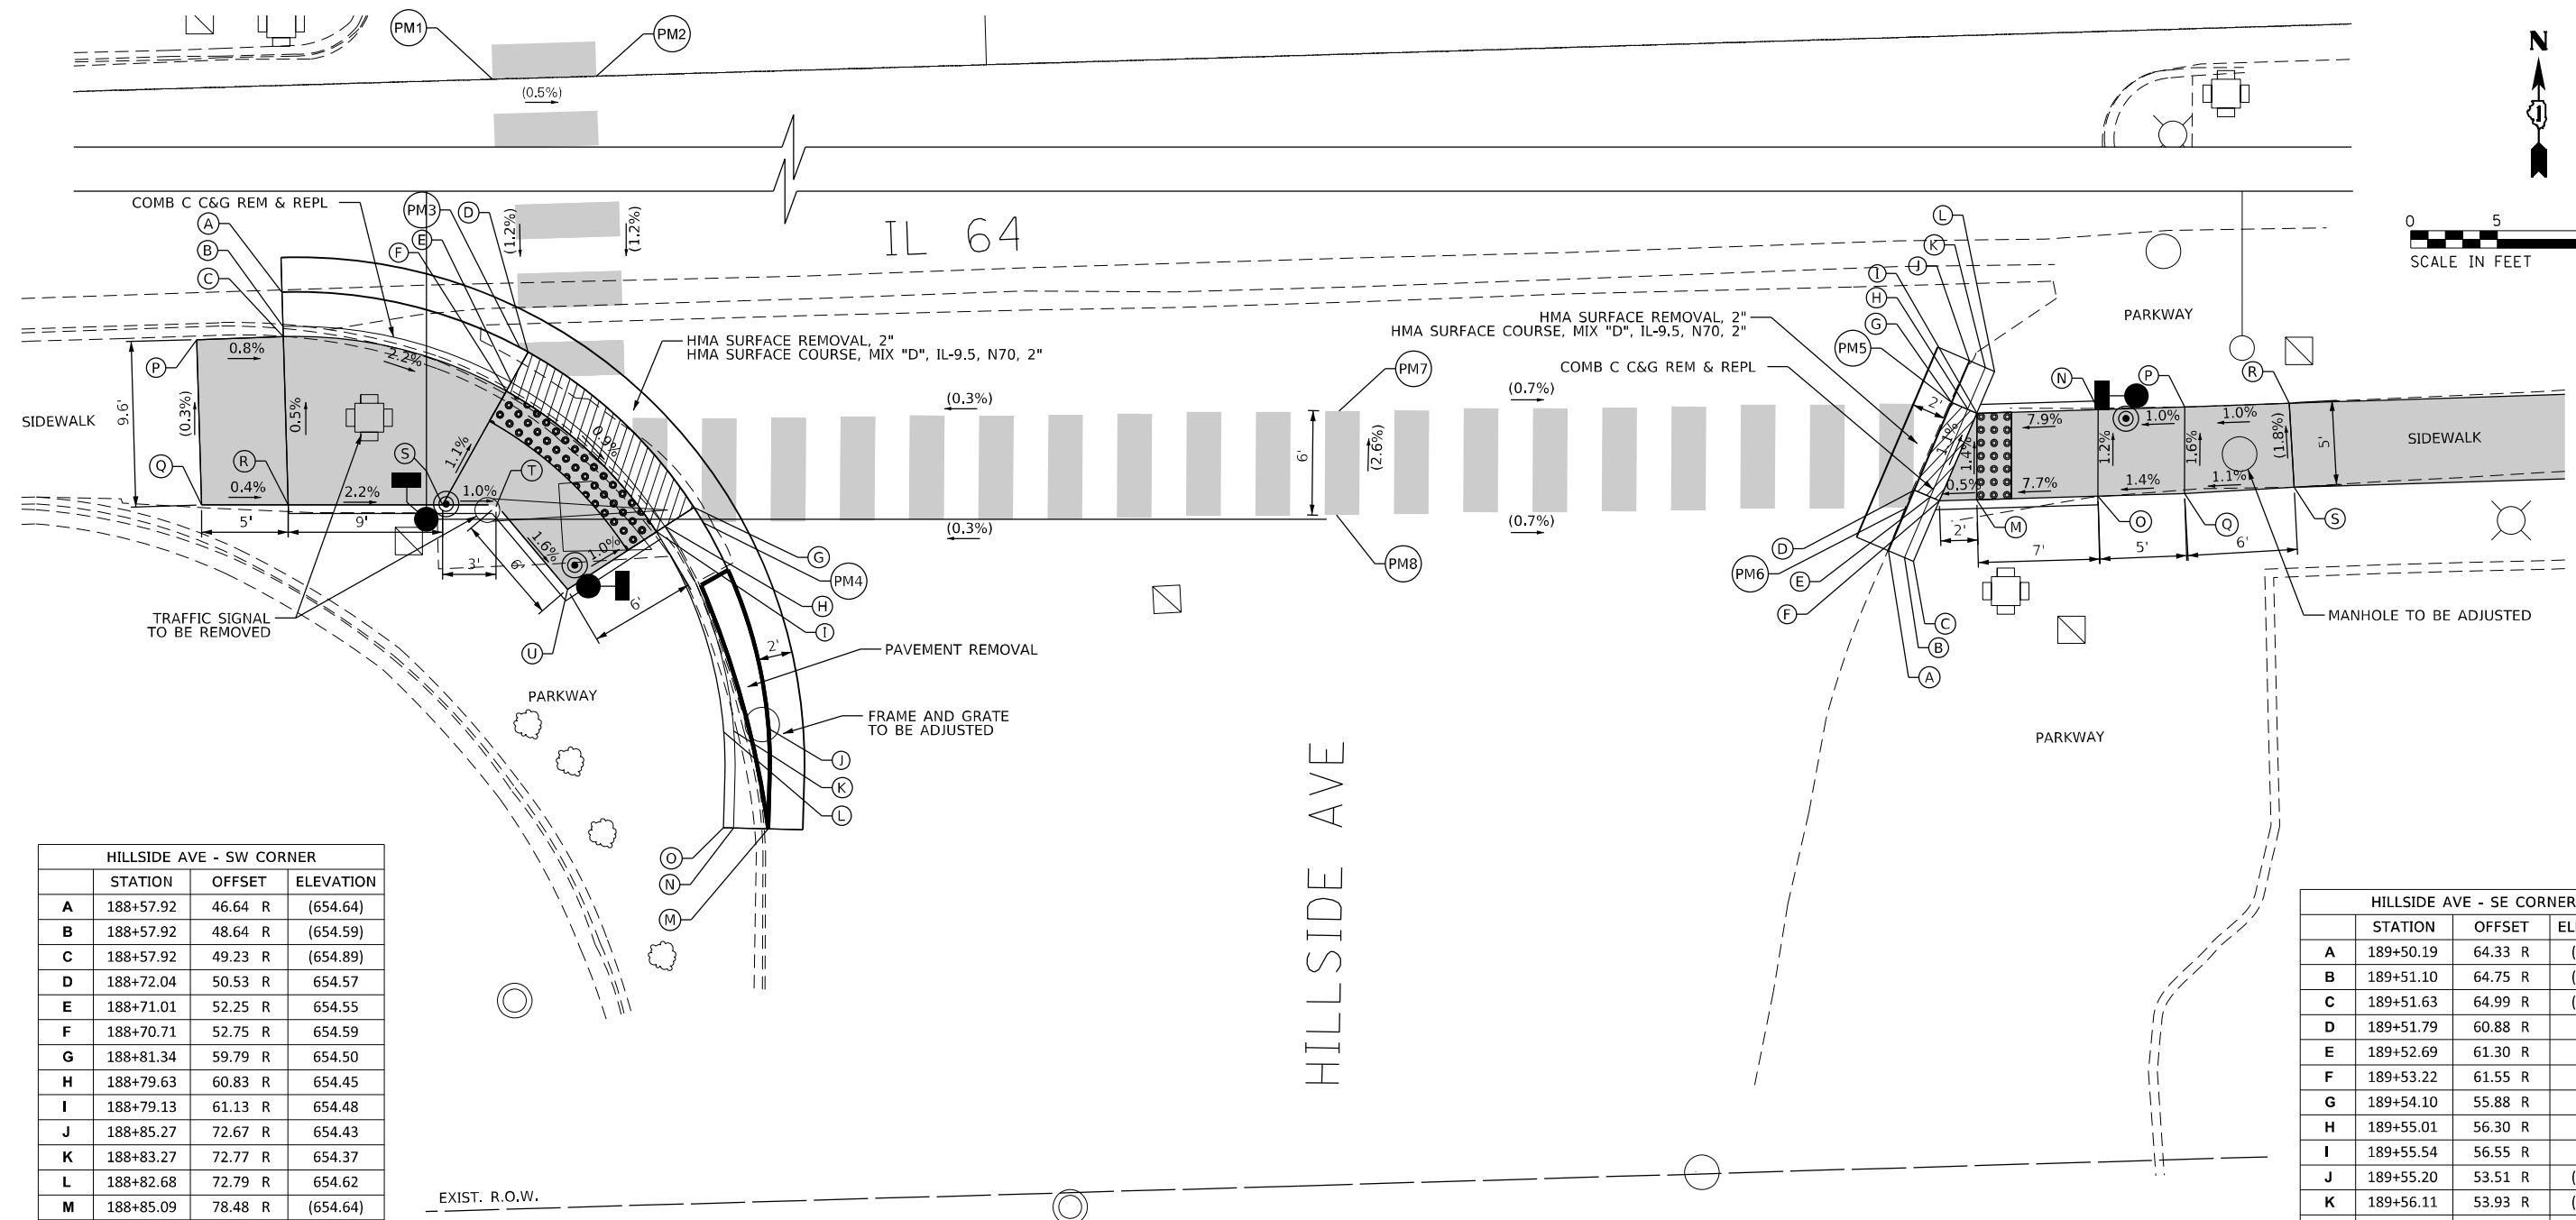 PM1
PM2
(0.5%)
N
COMB C C&G REM & REPL
A
B
C
PM3
D
E
F
(1.2%)
(1.2%)
IL 64
0 5
SCALE IN FEET
L
K
J
I
H
G
PM5
PARKWAY
HMA SURFACE REMOVAL, 2"
HMA SURFACE COURSE, MIX "D", IL-9.5, N70, 2"
HMA SURFACE REMOVAL, 2"
HMA SURFACE COURSE, MIX "D", IL-9.5, N70, 2"
COMB C C&G REM & REPL
PM7
P
0.8%
2.2%
N
P
R
SIDEWALK
9.6'
(0.3%)
0.5%
(0.3%)
(0.7%)
2'
7.9%
1.0%
1.0%
5'
SIDEWALK
1.1%
0.9%
6'
(2.6%)
1.1%
1.4%
1.2%
1.6%
(1.8%)
Q
R
S
T
0.4%
2.2%
1.0%
0.5%
7.7%
1.4%
1.1%
5'
9'
(0.3%)
(0.7%)
M
O
Q
S
2'
7'
5'
6'
3'
6'
1.6%
1.0%
6'
G
PM4
H
I
PM8
D
PM6
E
F
C
B
A
TRAFFIC SIGNAL
TO BE REMOVED
MANHOLE TO BE ADJUSTED
U
2'
PAVEMENT REMOVAL
PARKWAY
FRAME AND GRATE
TO BE ADJUSTED
PARKWAY
J
K
L
O
N
M
HILLSIDE AVE
HILLSIDE AVE - SW CORNER
STATION OFFSET ELEVATION
A 188+57.92 46.64 R (654.64)
B 188+57.92 48.64 R (654.59)
C 188+57.92 49.23 R (654.89)
D 188+72.04 50.53 R 654.57
E 188+71.01 52.25 R 654.55
F 188+70.71 52.75 R 654.59
G 188+81.34 59.79 R 654.50
H 188+79.63 60.83 R 654.45
I 188+79.13 61.13 R 654.48
J 188+85.27 72.67 R 654.43
K 188+83.27 72.77 R 654.37
L 188+82.68 72.79 R 654.62
M 188+85.09 78.48 R (654.64)
EXIST. R.O.W.
HILLSIDE AVE - SE CORNER
STATION OFFSET
A 189+50.19 64.33 R (
B 189+51.10 64.75 R (
C 189+51.63 64.99 R (
D 189+51.79 60.88 R
E 189+52.69 61.30 R
F 189+53.22 61.55 R
G 189+54.10 55.88 R
H 189+55.01 56.30 R
I 189+55.54 56.55 R
J 189+55.20 53.51 R (
K 189+56.11 53.93 R (